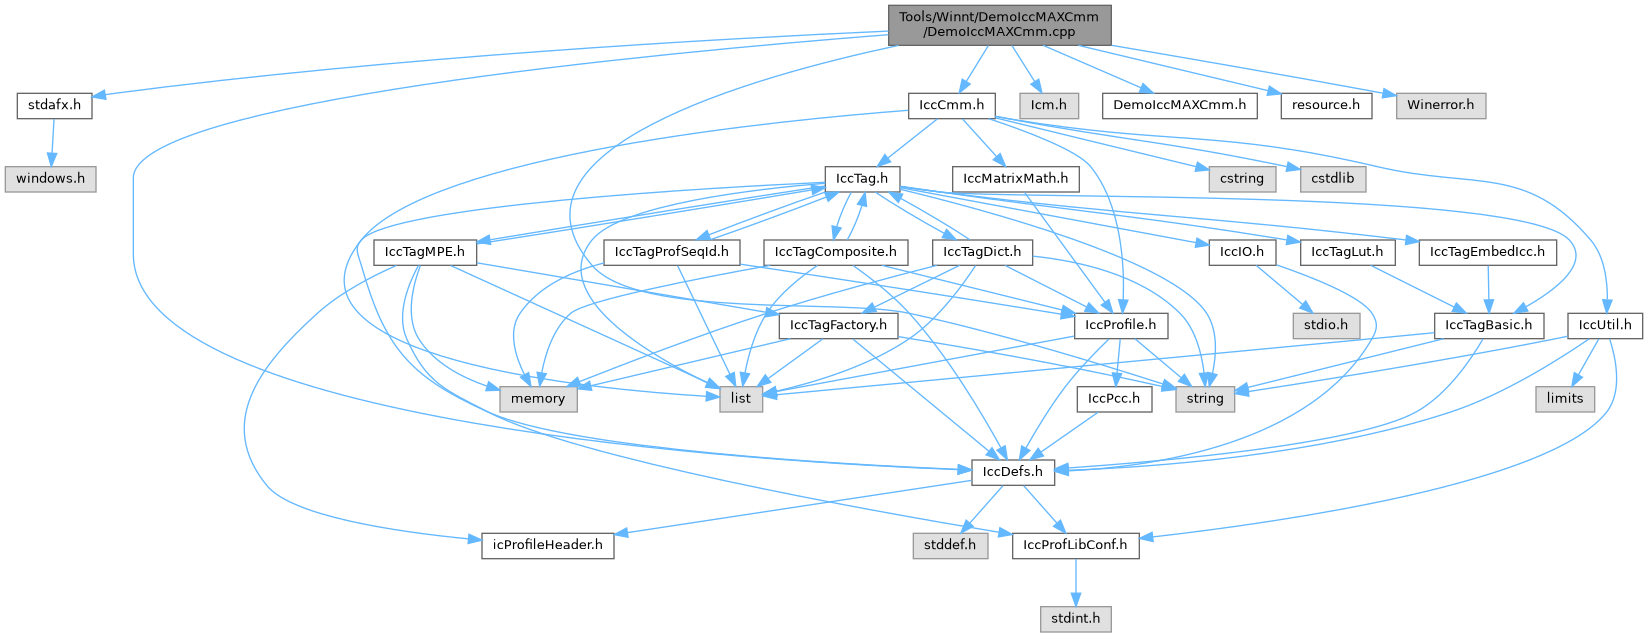 Tools/Winnt/DemoIccMAXCmm
/DemoIccMAXCmm.cpp
stdafx.h
IccCmm.h
Icm.h
DemoIccMAXCmm.h
resource.h
Winerror.h
windows.h
IccTag.h
IccMatrixMath.h
cstring
cstdlib
IccTagMPE.h
IccTagProfSeqId.h
IccTagComposite.h
IccTagDict.h
IccIO.h
IccTagLut.h
IccTagEmbedIcc.h
IccTagFactory.h
IccProfile.h
stdio.h
IccTagBasic.h
IccUtil.h
memory
list
IccPcc.h
string
limits
IccDefs.h
icProfileHeader.h
stddef.h
IccProfLibConf.h
stdint.h